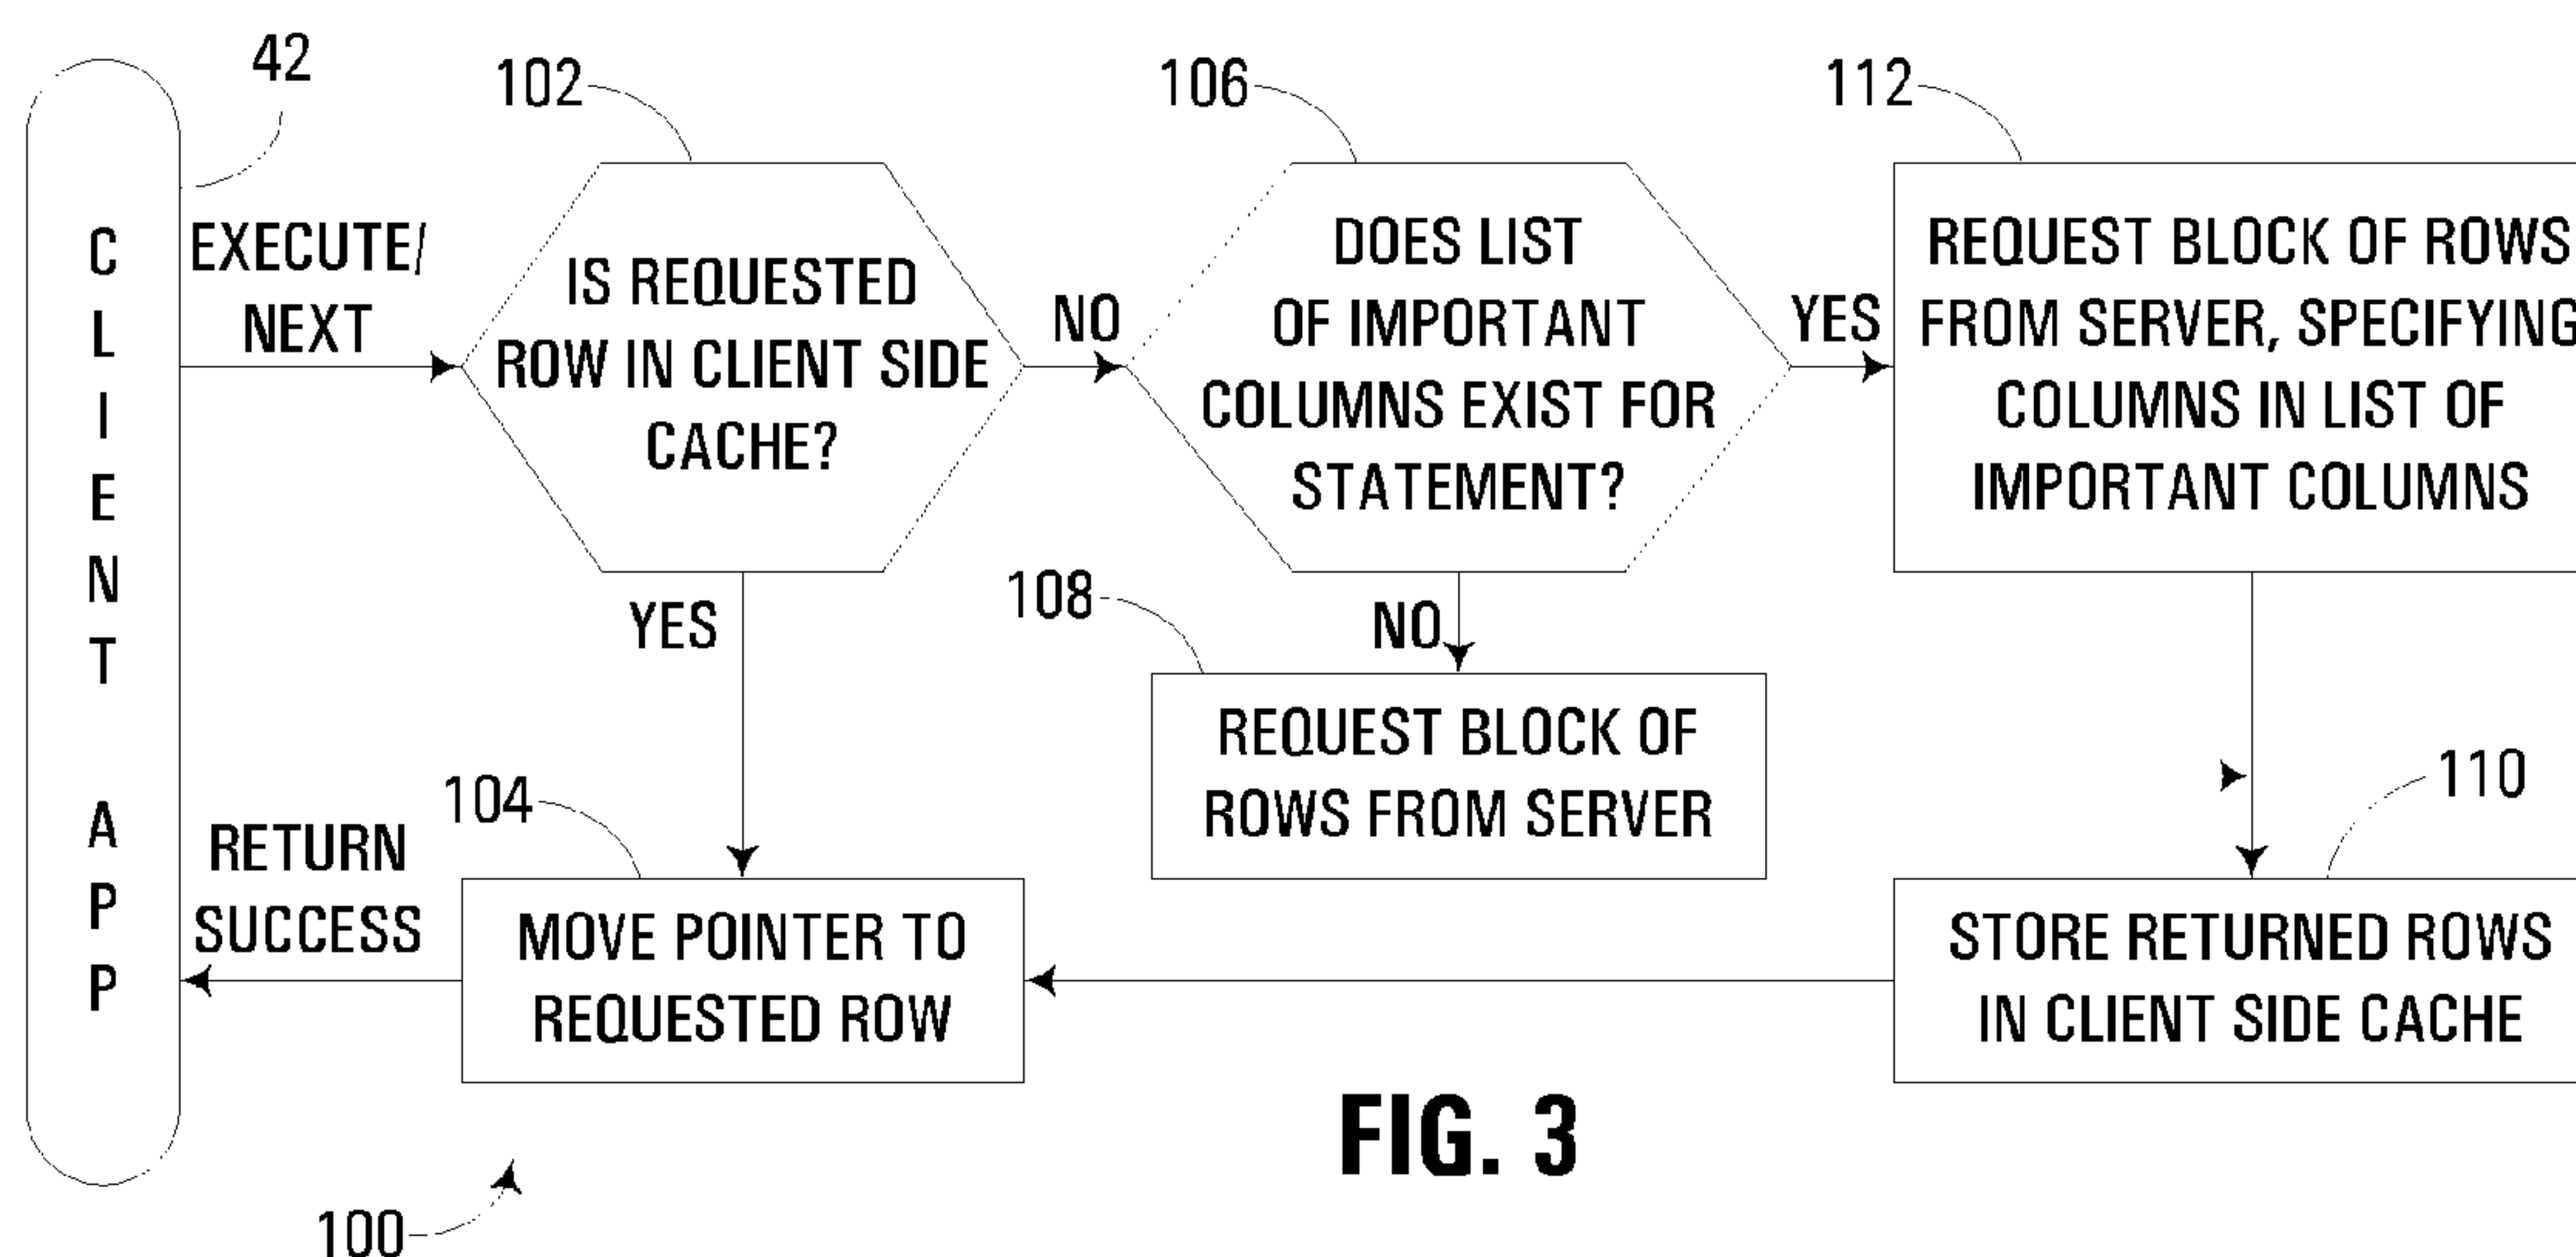 42
102
106
112
CLIENT APP
EXECUTE/
NEXT
IS REQUESTED
ROW IN CLIENT SIDE
CACHE?
NO
DOES LIST
OF IMPORTANT
COLUMNS EXIST FOR
STATEMENT?
YES
REQUEST BLOCK OF ROWS
FROM SERVER, SPECIFYING
COLUMNS IN LIST OF
IMPORTANT COLUMNS
YES
108
NO
REQUEST BLOCK OF
ROWS FROM SERVER
104
110
RETURN
SUCCESS
MOVE POINTER TO
REQUESTED ROW
STORE RETURNED ROWS
IN CLIENT SIDE CACHE
FIG. 3
100